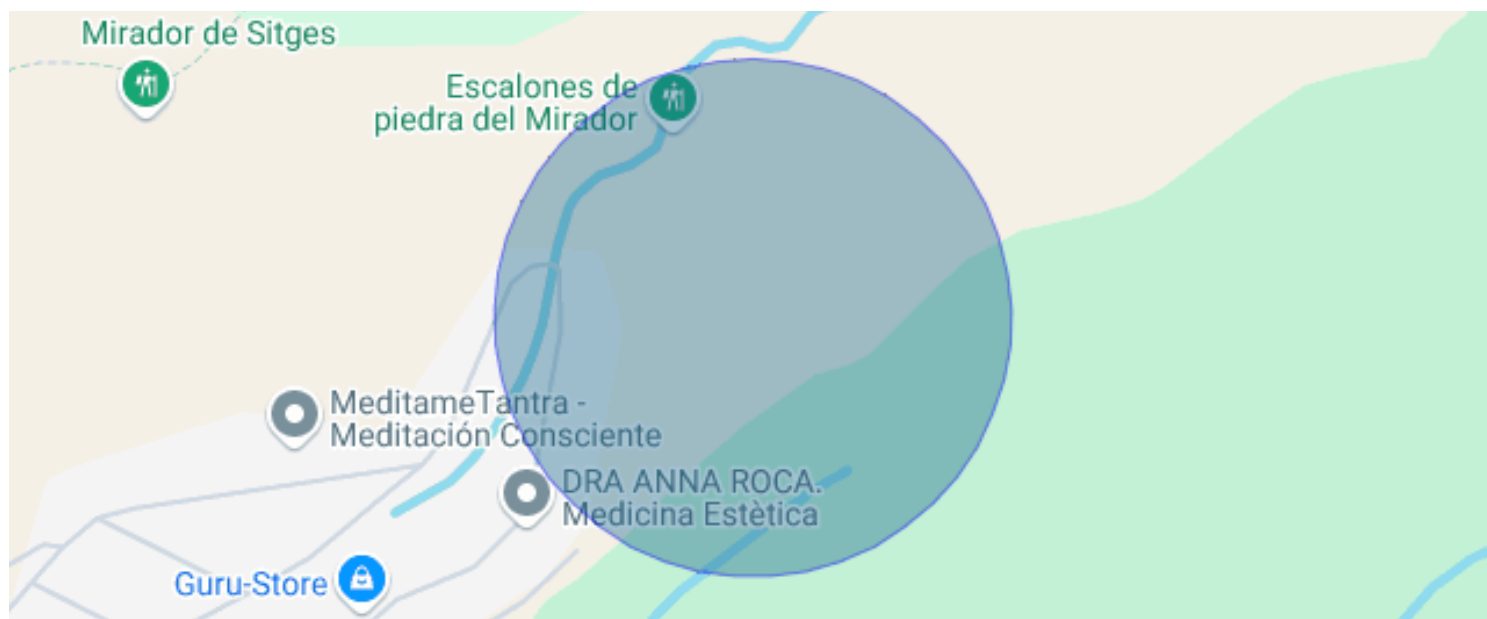 Mirador de Sitges
Escalones de
piedra del Mirador
MeditameTantra -
Meditación Consciente
DRA ANNA ROCA.
Medicina Estètica
Guru-Store